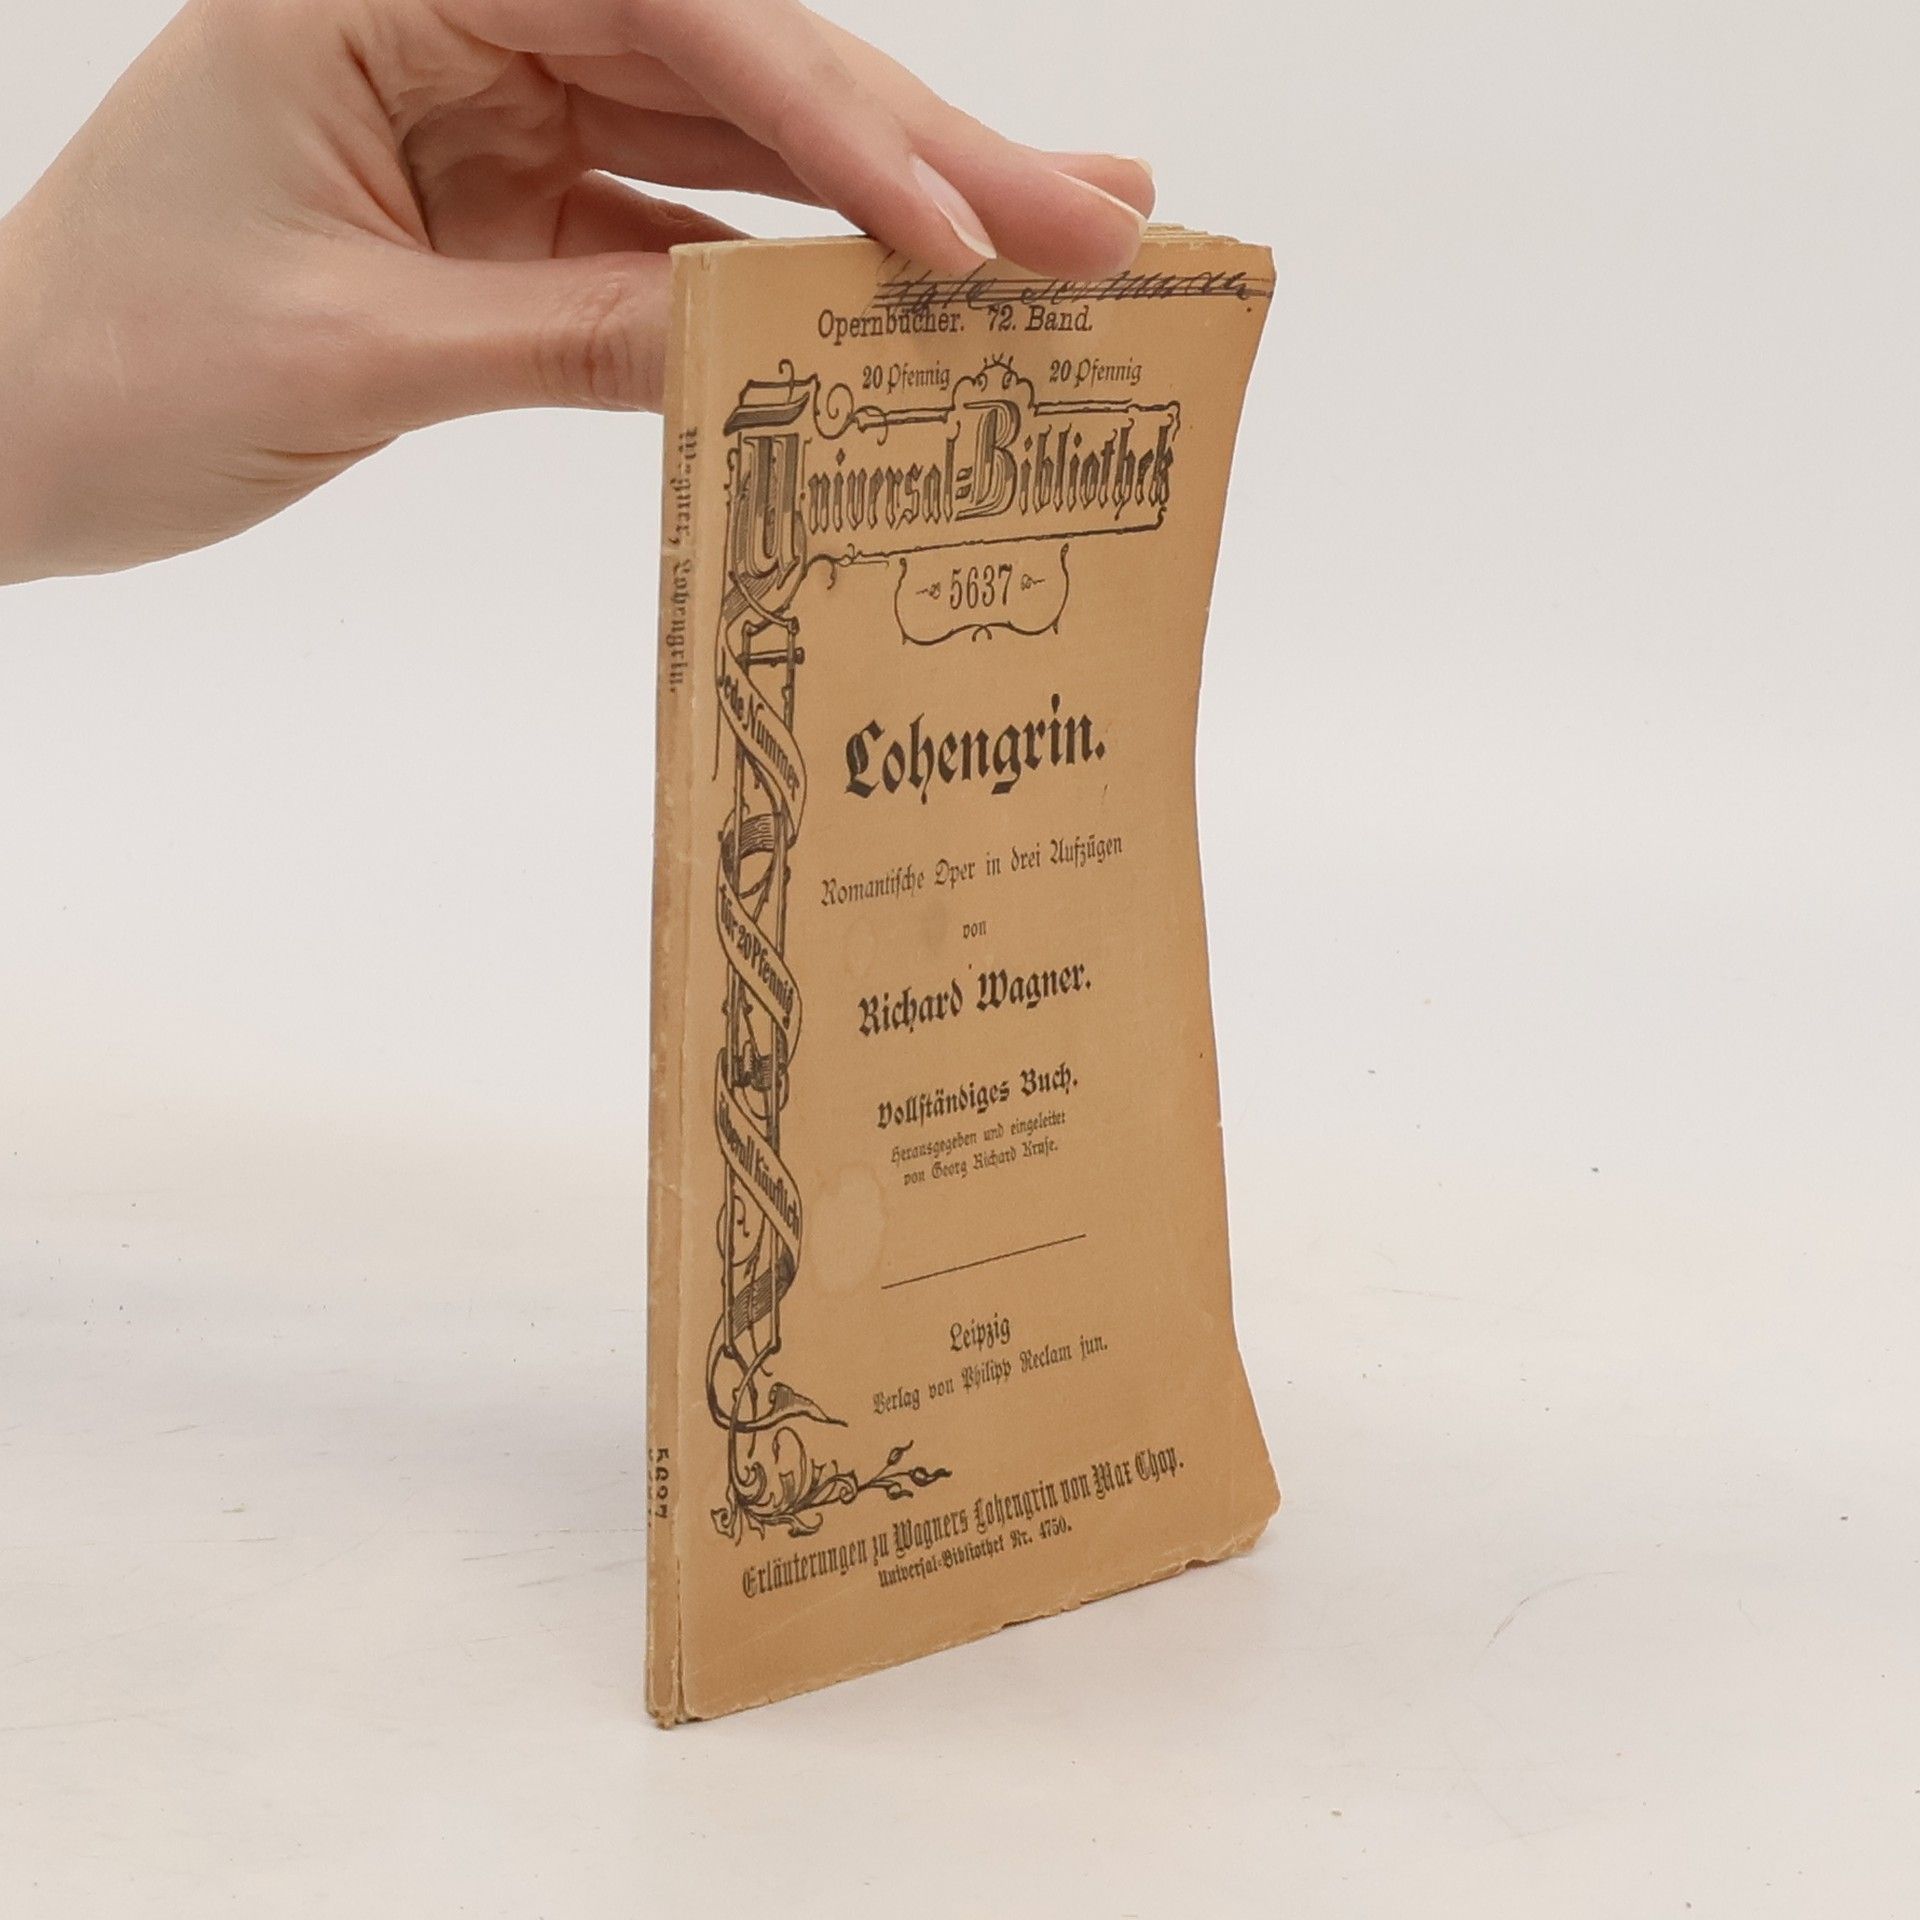 Opernbücher. 72. Band.
20 Pfennig 20 Pfennig
Universal-Bibliothek
5637
Jede Nummer
für 20 Pfennig
überall käuflich
Lohengrin.
Romantische Oper in drei Aufzügen
von
Richard Wagner.
Vollständiges Buch.
Herausgegeben und eingeleitet
von Georg Richard Kruse.
Leipzig
Verlag von Philipp Reclam jun.
Erläuterungen zu Wagners Lohengrin von Max Chop.
Universal-Bibliothek Nr. 4750.
Wagner, Lohengrin.
5637